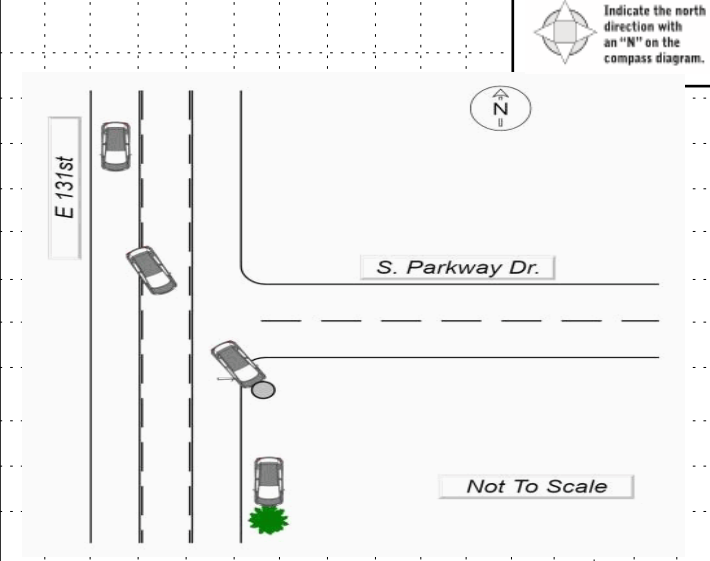 Indicate the north
direction with
an "N" on the
compass diagram.
N
E 131st
S. Parkway Dr.
Not To Scale